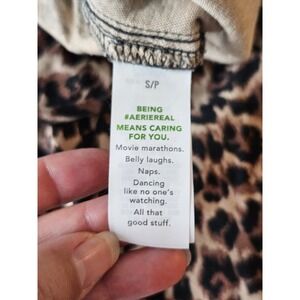 S/P
BEING
#AERIEREAL
MEANS CARING
FOR YOU.
Movie marathons.
Belly laughs.
Naps.
Dancing
like no one's
watching.
All that
good stuff.